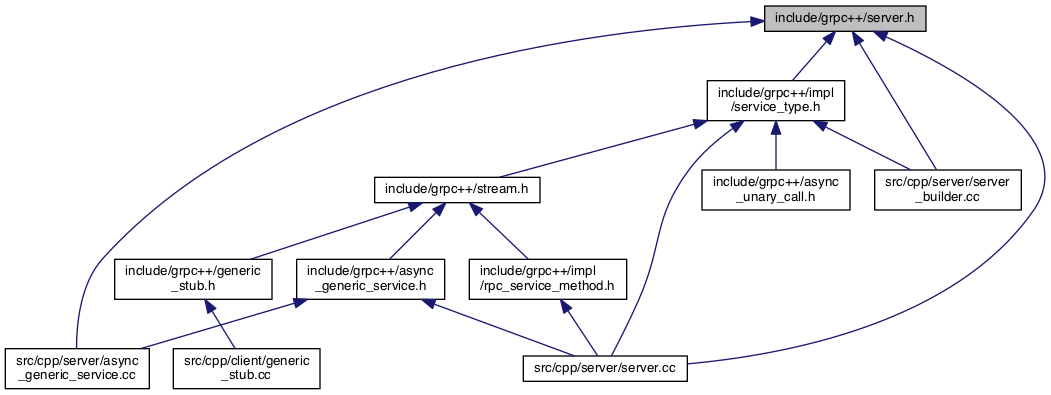 include/grpc++/server.h
include/grpc++/impl
/service_type.h
include/grpc++/stream.h
include/grpc++/async
_unary_call.h
src/cpp/server/server
_builder.cc
include/grpc++/generic
_stub.h
include/grpc++/async
_generic_service.h
include/grpc++/impl
/rpc_service_method.h
src/cpp/server/async
_generic_service.cc
src/cpp/client/generic
_stub.cc
src/cpp/server/server.cc